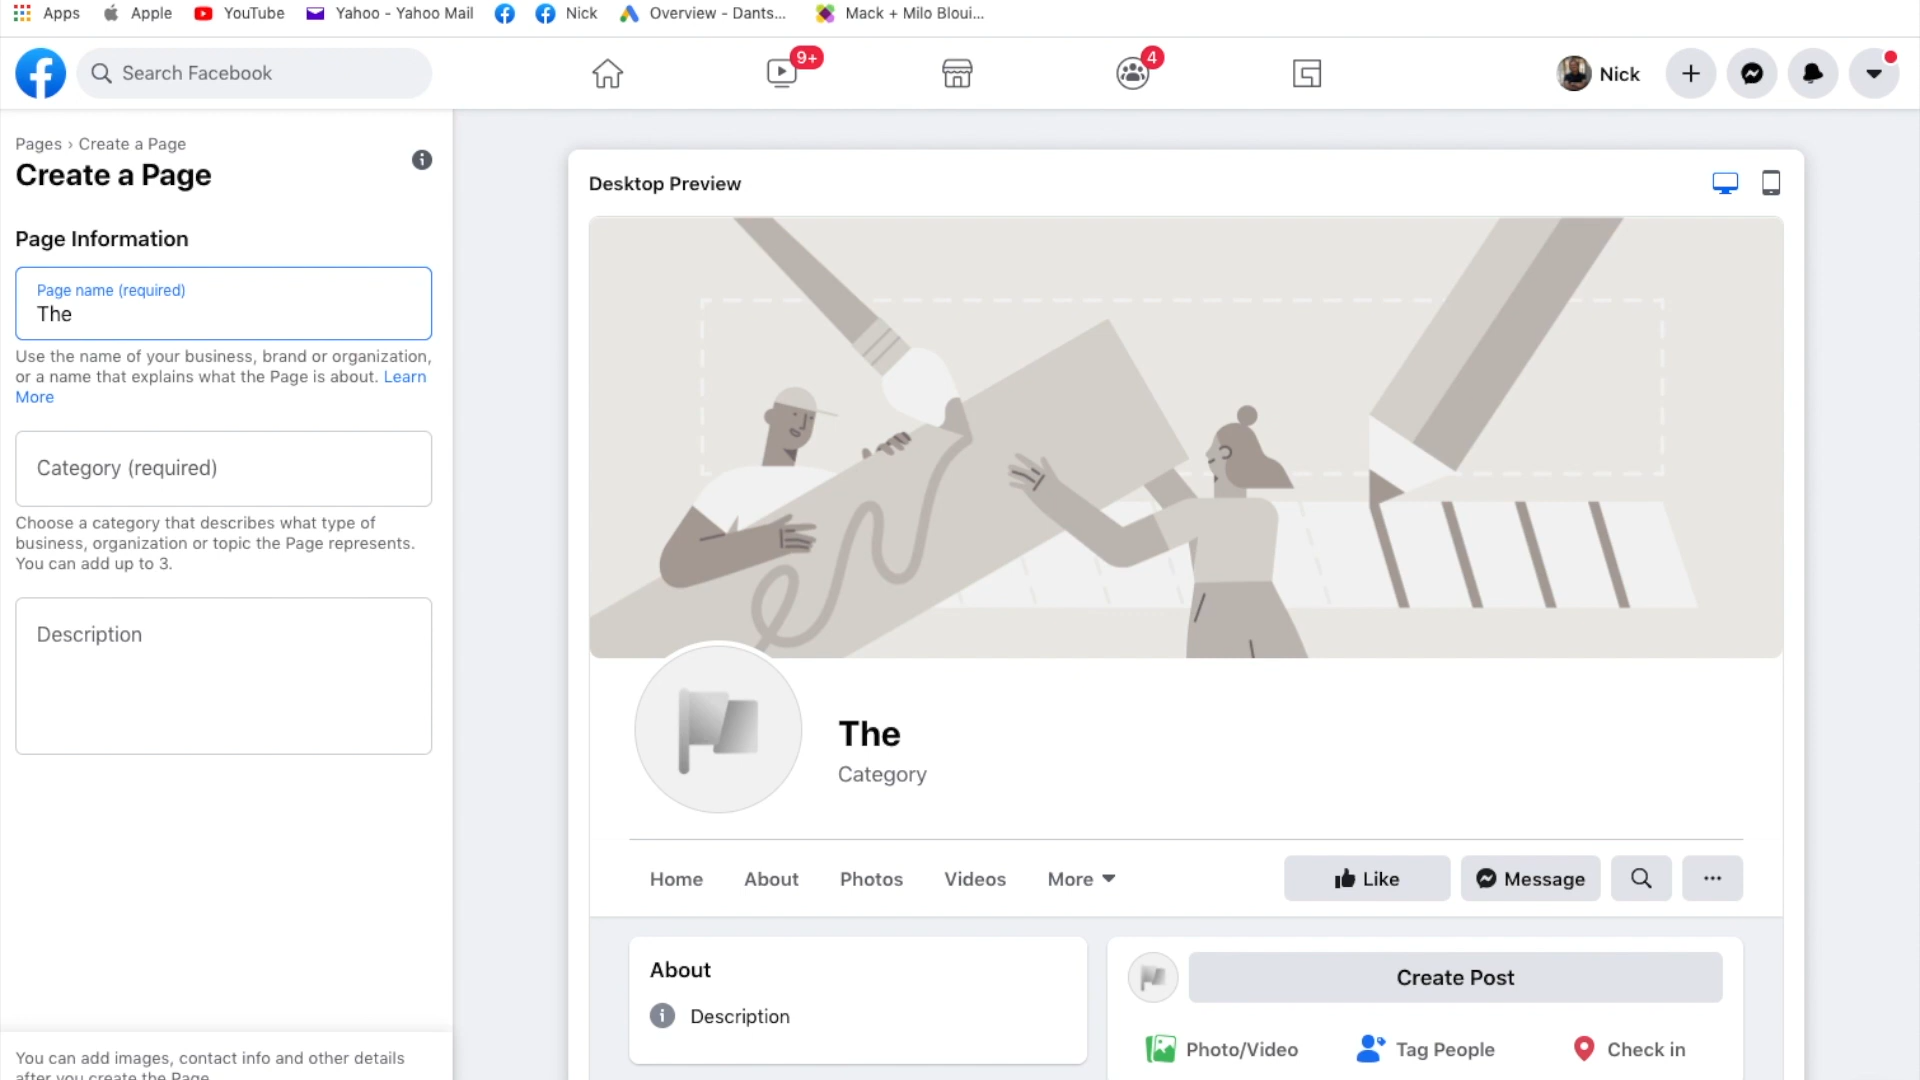 Apps Apple YouTube Yahoo - Yahoo Mail Nick Overview - Dants... Mack + Milo Bloui...
Search Facebook
9+
4
Nick
Pages › Create a Page
Create a Page
Page Information
Page name (required)
The
Use the name of your business, brand or organization,
or a name that explains what the Page is about. Learn
More
Category (required)
Choose a category that describes what type of
business, organization or topic the Page represents.
You can add up to 3.
Description
You can add images, contact info and other details
after you create the Page.
Desktop Preview
The
Category
Home About Photos Videos More
Like Message
About
Description
Create Post
Photo/Video Tag People Check in